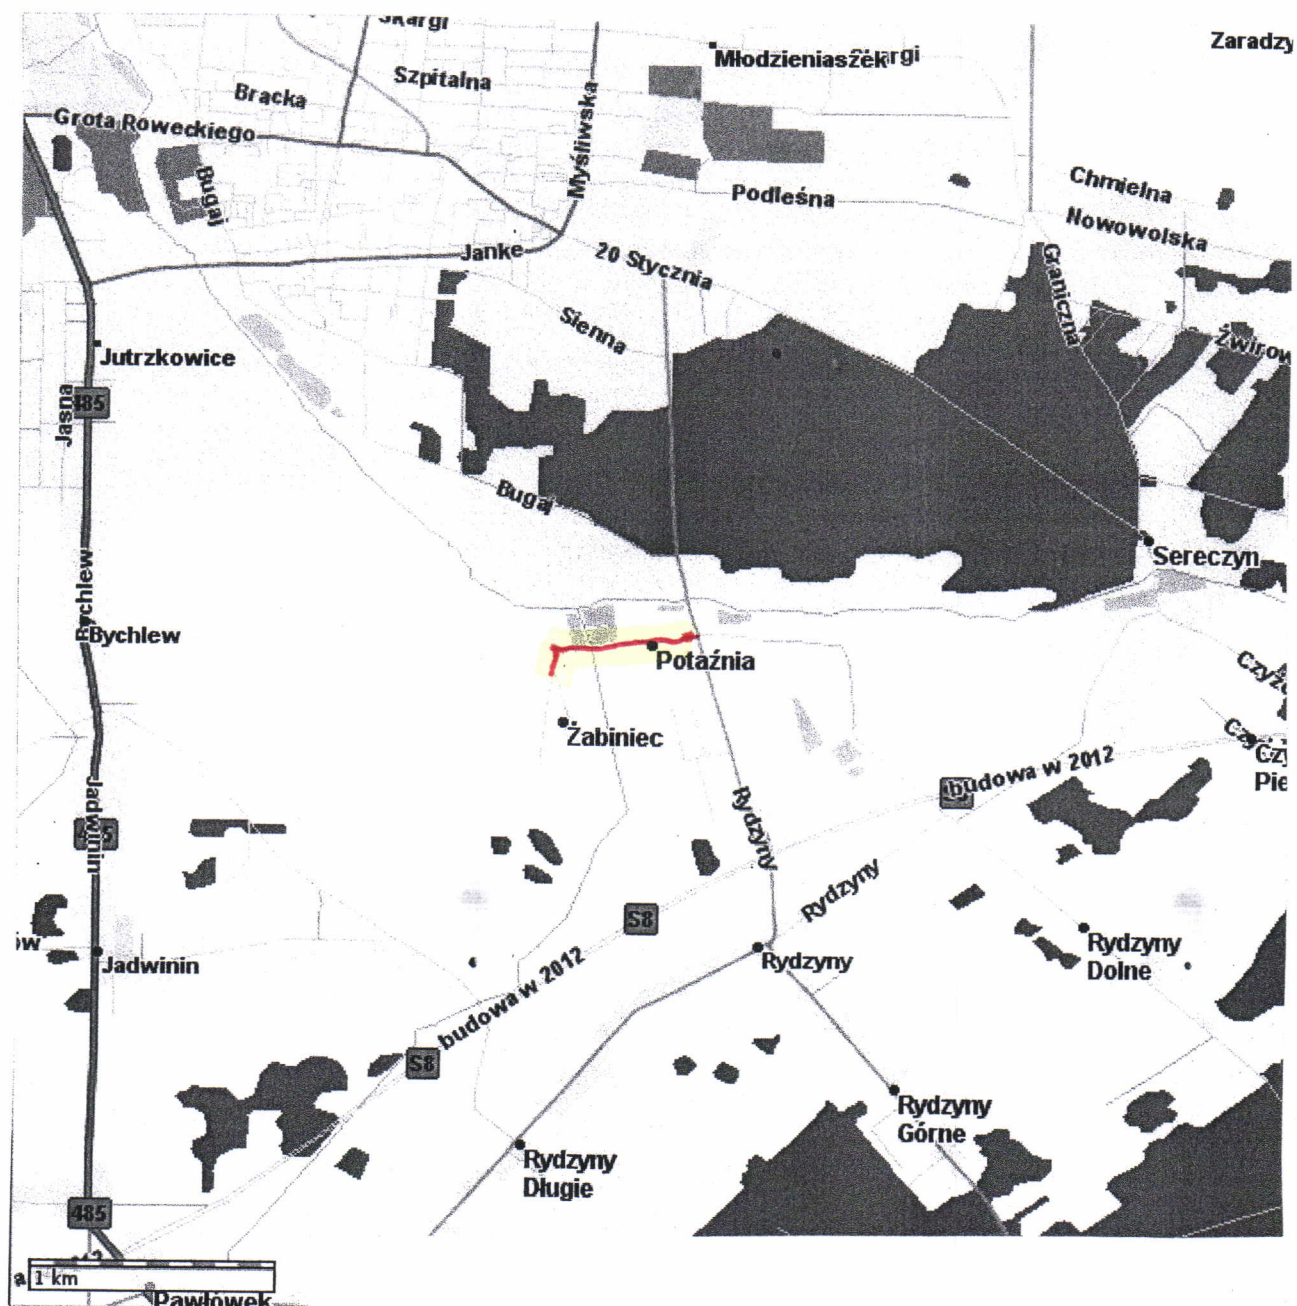 Skargi
Zaradzy
Młodzieniaszek
Szpitalna
Bracka
Grota Roweckiego
Myśliwska
Bugaj
Podleśna
Chmielna
Nowowolska
Janke
20 Stycznia
Graniczna
Sienna
Żwirow
Jutrzkowice
485
Jasna
Bugaj
Sereczyn
Rychlew
Bychlew
Potaźnia
Żabiniec
budowa w 2012
Pie
Jadwinin
Rydzyny
Rydzyny
S8
Rydzyny
Dolne
Jadwinin
Rydzyny
budowa w 2012
S8
Rydzyny
Górne
Rydzyny
Długie
485
1 km
Pawłówek